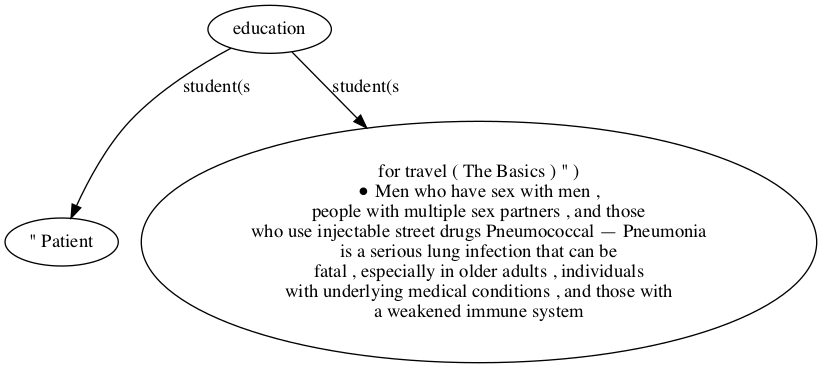 education
student(s
student(s
for travel ( The Basics ) " )
● Men who have sex with men ,
people with multiple sex partners , and those
who use injectable street drugs Pneumococcal — Pneumonia
is a serious lung infection that can be
fatal , especially in older adults , individuals
with underlying medical conditions , and those with
a weakened immune system
" Patient